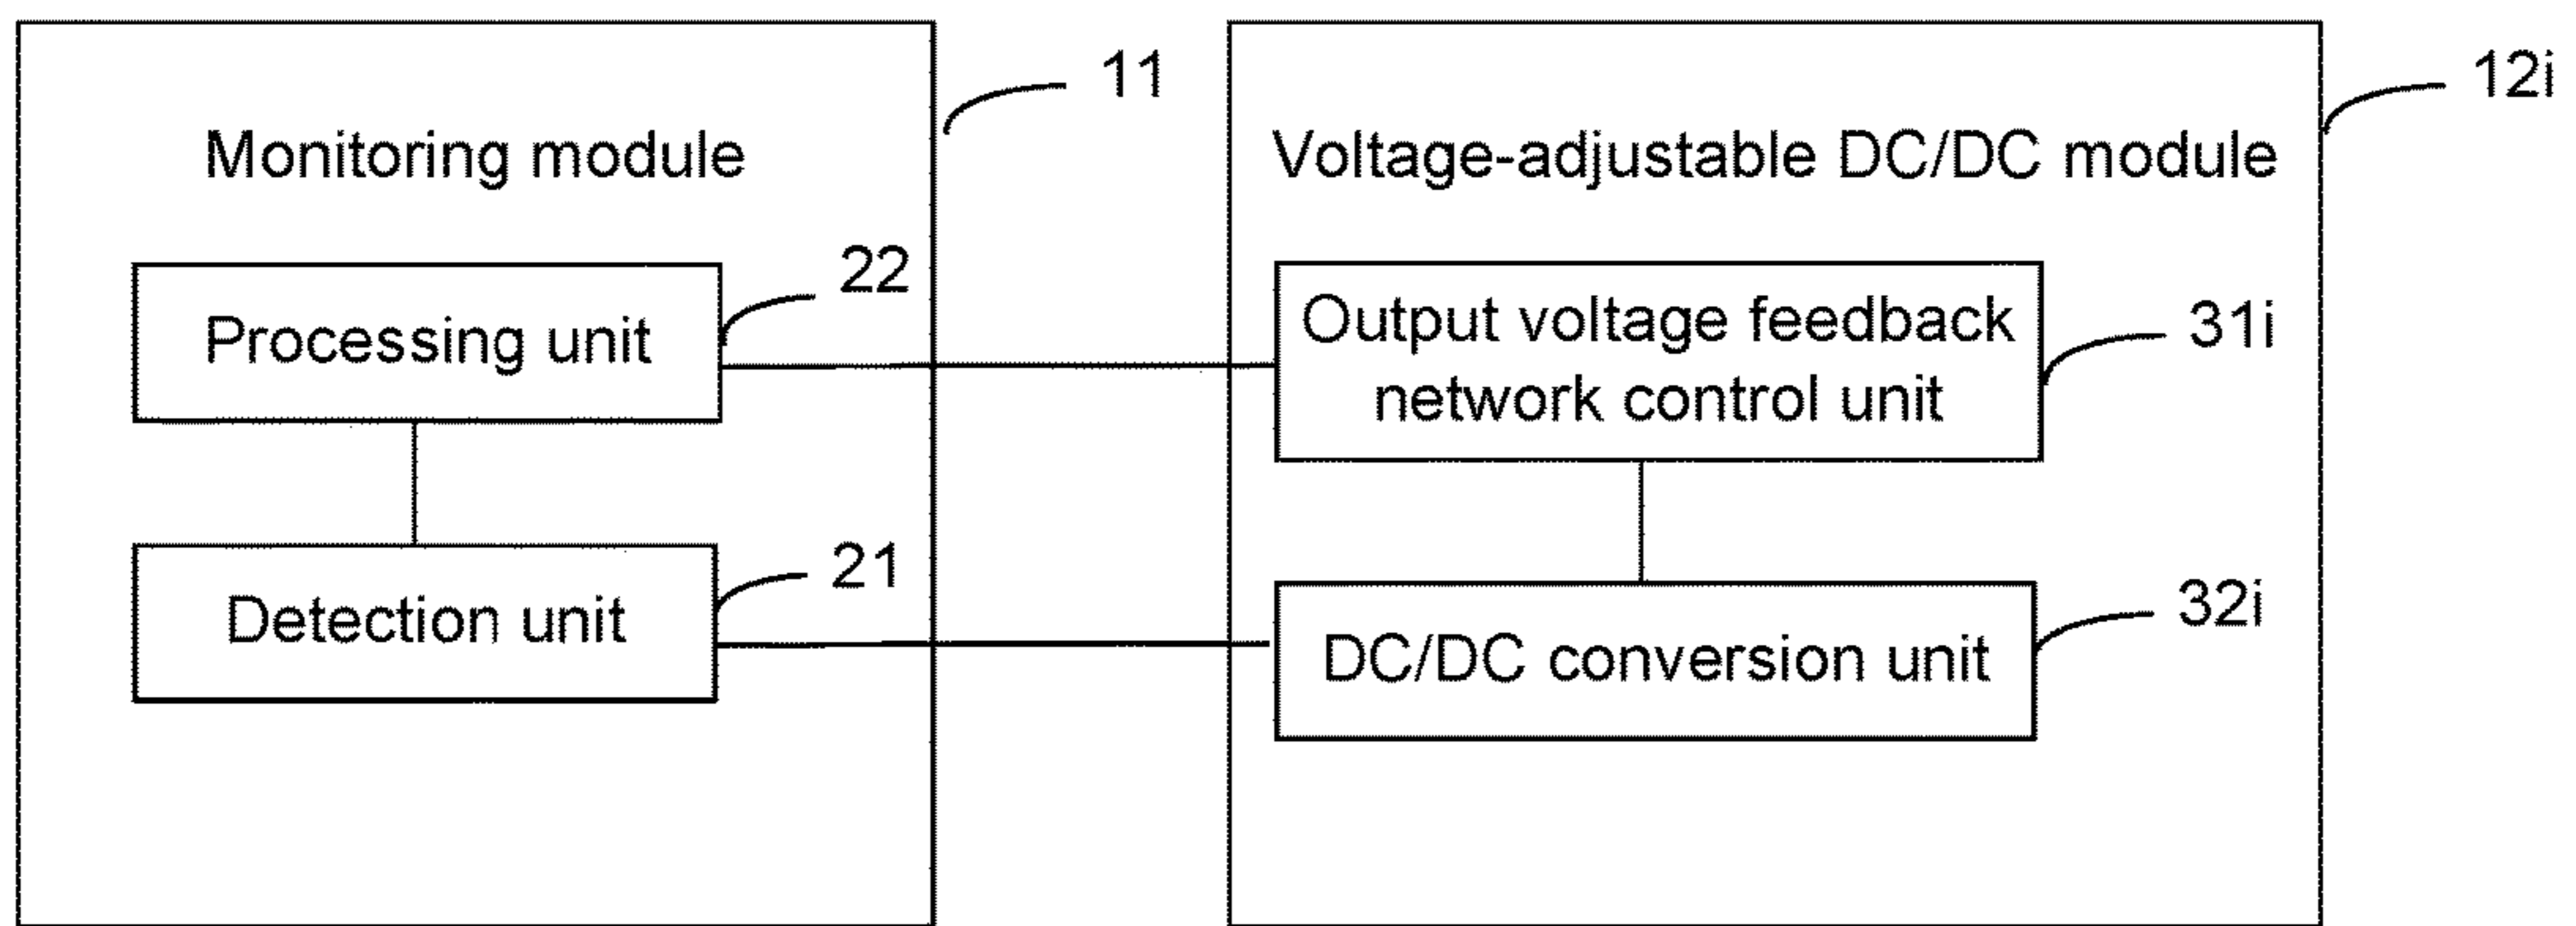 11
12i
Monitoring module
Voltage-adjustable DC/DC module
22
Processing unit
Output voltage feedback
network control unit
31i
21
Detection unit
32i
DC/DC conversion unit